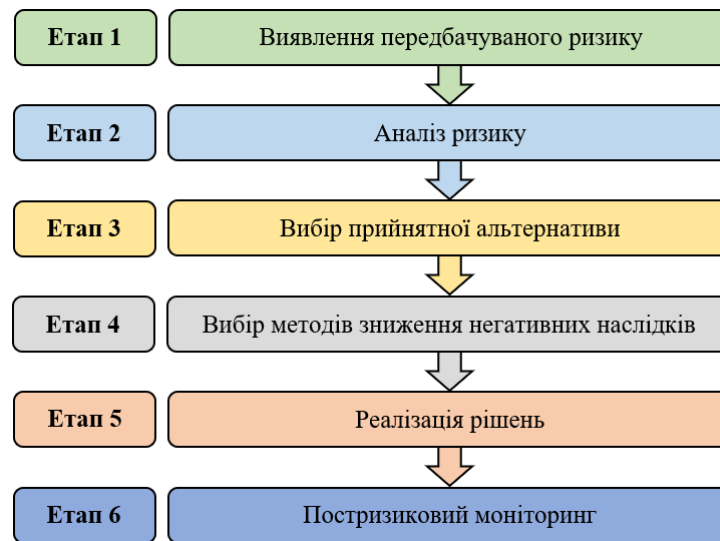 Етап 1 Виявлення передбачуваного ризику
Етап 2 Аналіз ризику
Етап 3 Вибір прийнятної альтернативи
Етап 4 Вибір методів зниження негативних наслідків
Етап 5 Реалізація рішень
Етап 6 Постризиковий моніторинг